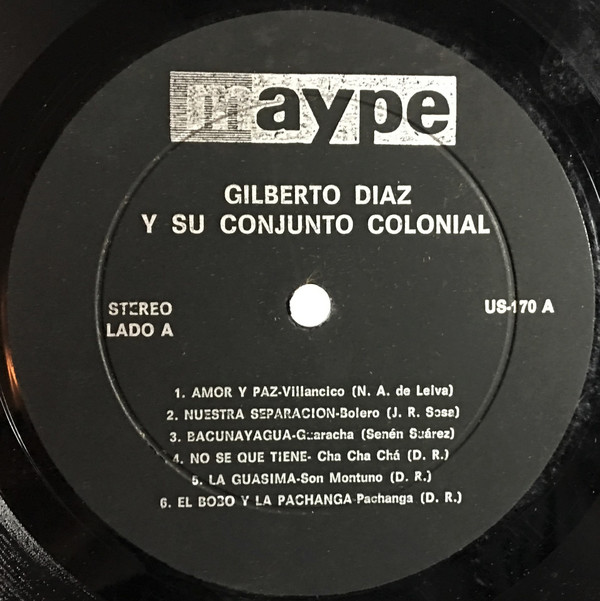 maype
GILBERTO DIAZ
Y SU CONJUNTO COLONIAL
STEREO
LADO A
US-170 A
1. AMOR Y PAZ-Villancico (N. A. de Leiva)
2. NUESTRA SEPARACION-Bolero (J. R. Sosa)
3. BACUNAYAGUA-Guaracha (Senén Suárez)
4. NO SE QUE TIENE- Cha Cha Chá (D. R.)
5. LA GUASIMA-Son Montuno (D. R.)
6. EL BOBO Y LA PACHANGA-Pachanga (D. R.)